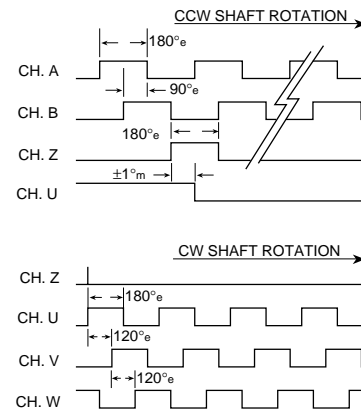 CCW SHAFT ROTATION
180°e
CH. A
90°e
CH. B
180°e
CH. Z
±1°m
CH. U
CW SHAFT ROTATION
CH. Z
180°e
CH. U
120°e
CH. V
120°e
CH. W